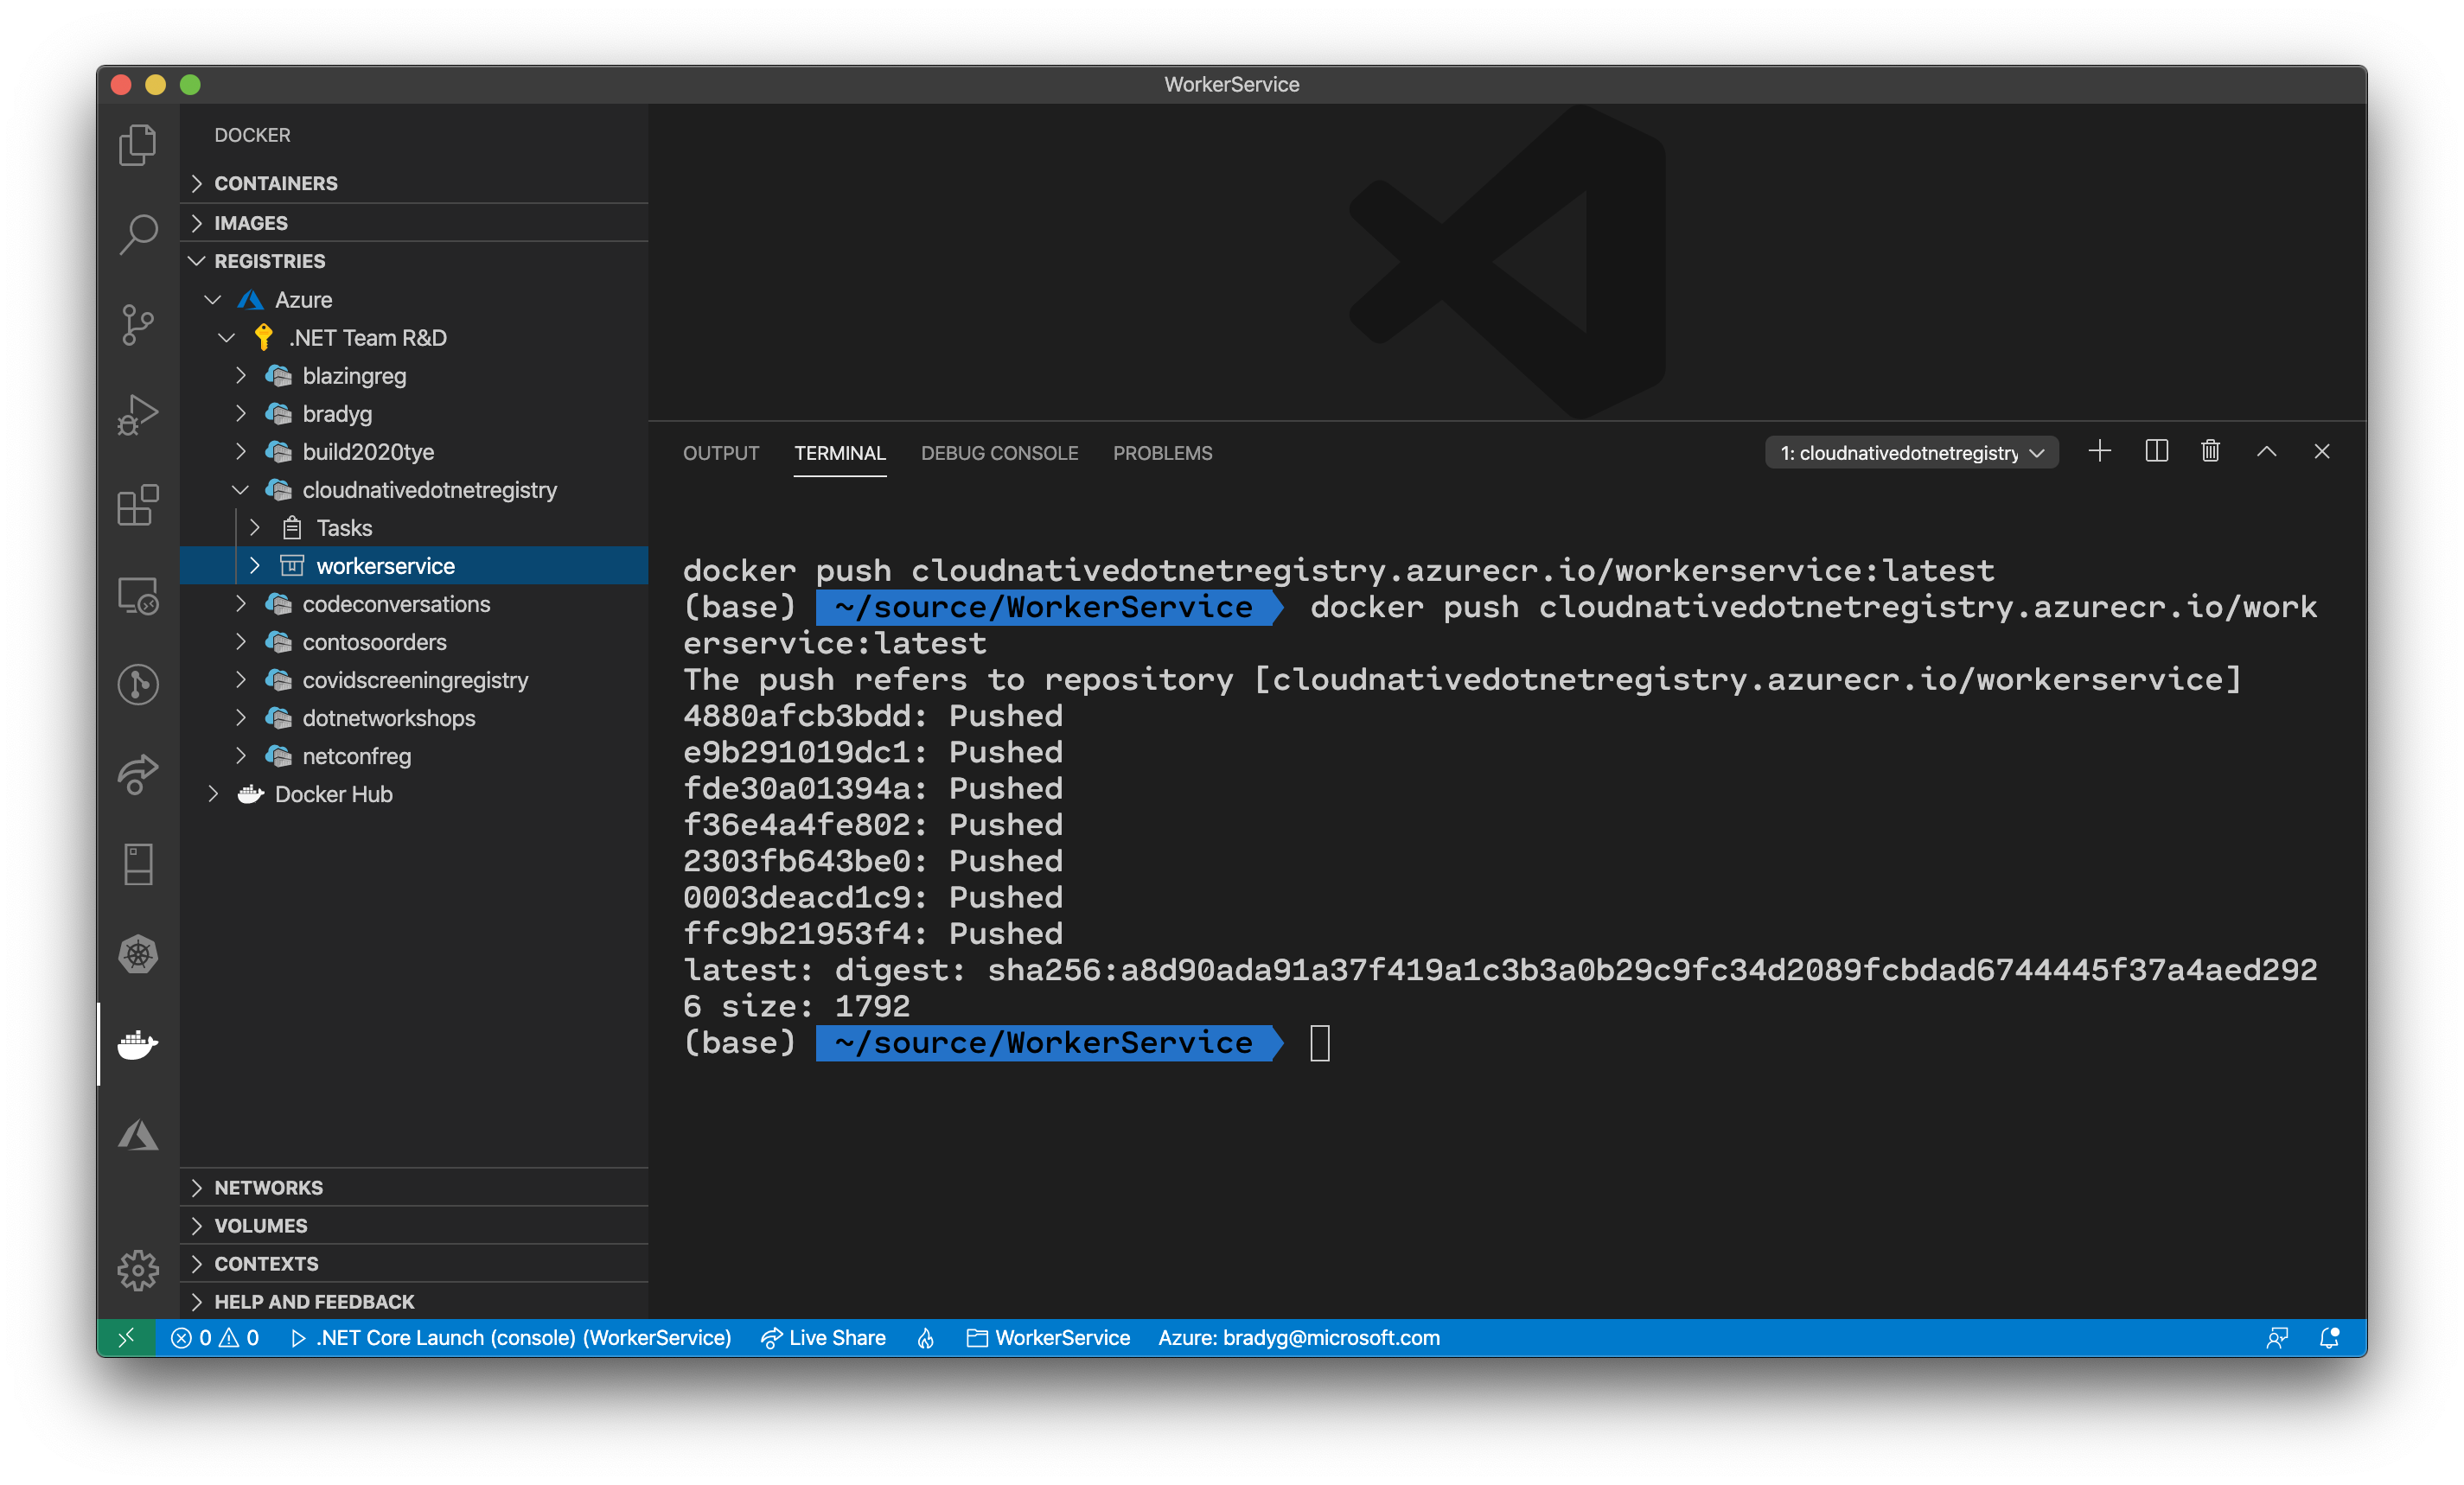 WorkerService
DOCKER
CONTAINERS
IMAGES
REGISTRIES
Azure
.NET Team R&D
blazingreg
bradyg
build2020tye
cloudnativedotnetregistry
Tasks
workerservice
codeconversations
contosoorders
covidscreeningregistry
dotnetworkshops
netconfreg
Docker Hub
NETWORKS
VOLUMES
CONTEXTS
HELP AND FEEDBACK
OUTPUT TERMINAL DEBUG CONSOLE PROBLEMS 1: cloudnativedotnetregistry
docker push cloudnativedotnetregistry.azurecr.io/workerservice:latest
(base) ~/source/WorkerService docker push cloudnativedotnetregistry.azurecr.io/work
erservice:latest
The push refers to repository [cloudnativedotnetregistry.azurecr.io/workerservice]
4880afcb3bdd: Pushed
e9b291019dc1: Pushed
fde30a01394a: Pushed
f36e4a4fe802: Pushed
2303fb643be0: Pushed
0003deacd1c9: Pushed
ffc9b21953f4: Pushed
latest: digest: sha256:a8d90ada91a37f419a1c3b3a0b29c9fc34d2089fcbdad6744445f37a4aed292
6 size: 1792
(base) ~/source/WorkerService
0 0 .NET Core Launch (console) (WorkerService) Live Share WorkerService Azure: bradyg@microsoft.com